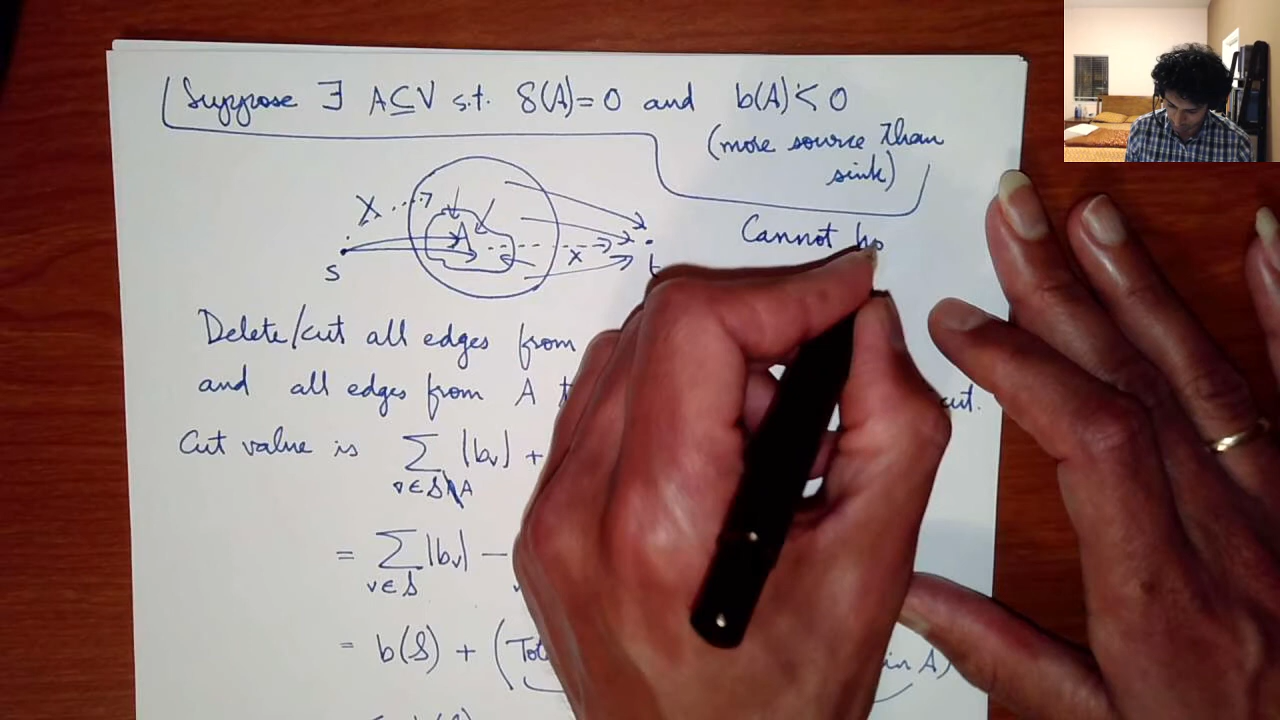 Suppose ∃ A⊆V s.t. δ(A)=0 and b(A)<0
(more source than
sink)
X
A
x
s
t
Cannot
Delete/cut all edges from
and all edges from A
cut.
Cut value is ∑ |bᵥ| +
v∈S\A
= ∑ |bᵥ| −
v∈S
= b(S) + (Tot
in A)